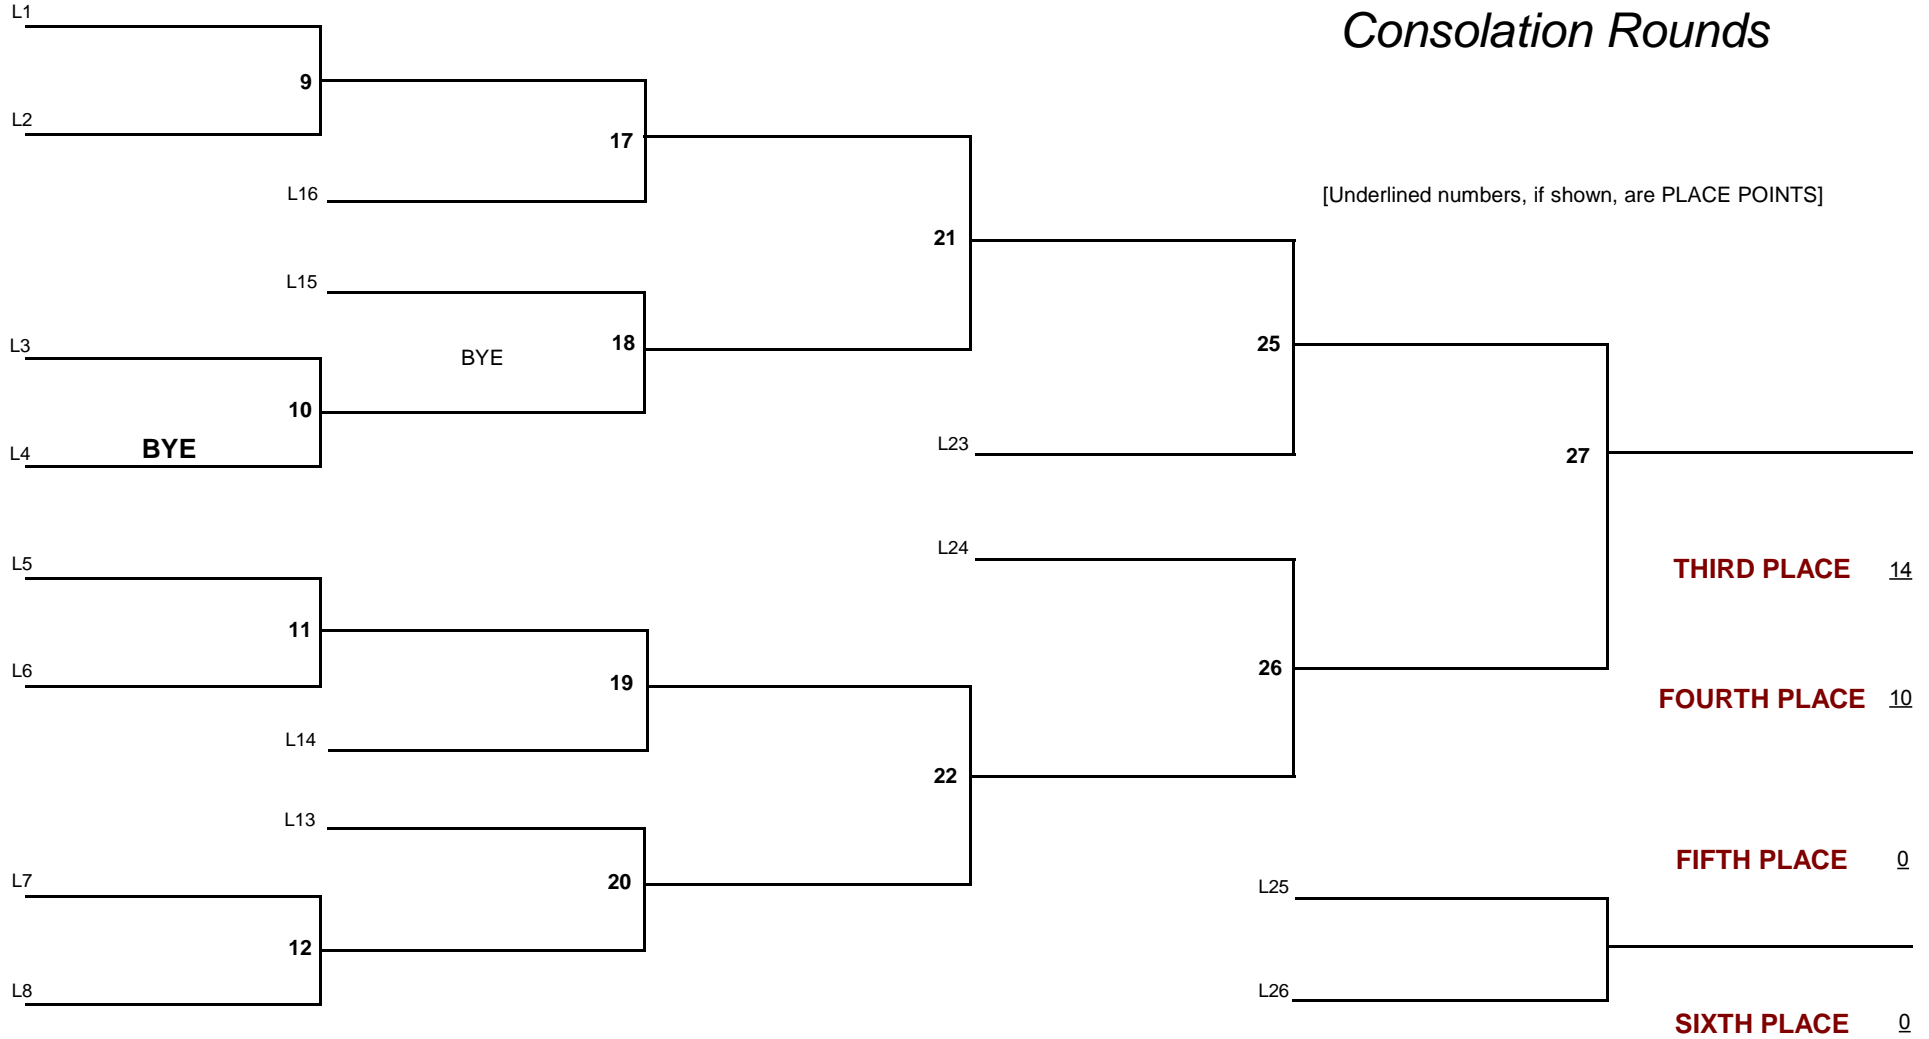 L1
Consolation Rounds
9
L2
17
L16
[Underlined numbers, if shown, are PLACE POINTS]
21
L15
L3
BYE
18
25
10
L4
BYE
L23
27
L24
L5
THIRD PLACE 14
11
L6
19
26
FOURTH PLACE 10
L14
22
L13
FIFTH PLACE 0
L7
20
L25
12
L8
L26
SIXTH PLACE 0